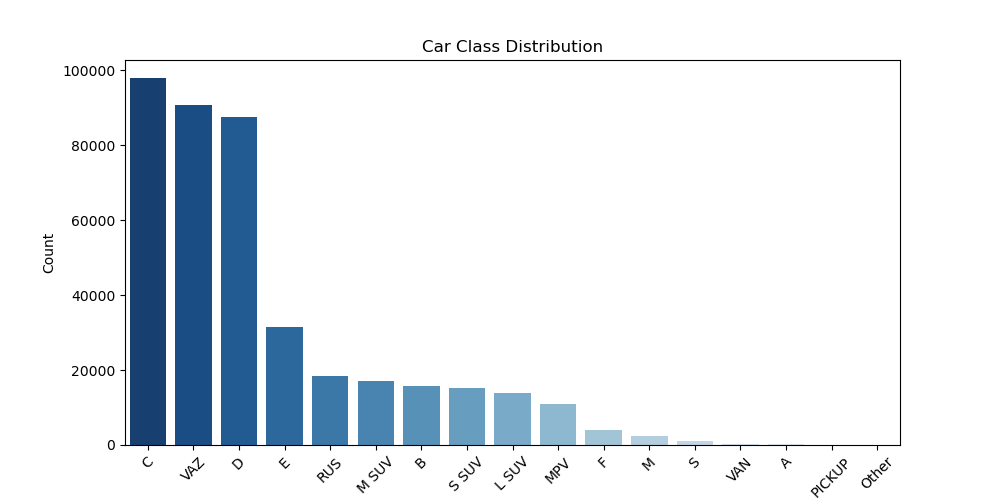 Car Class Distribution
Count
100000
80000
60000
40000
20000
0
C
VAZ
D
E
RUS
M SUV
B
S SUV
L SUV
MPV
F
M
S
VAN
A
PICKUP
Other